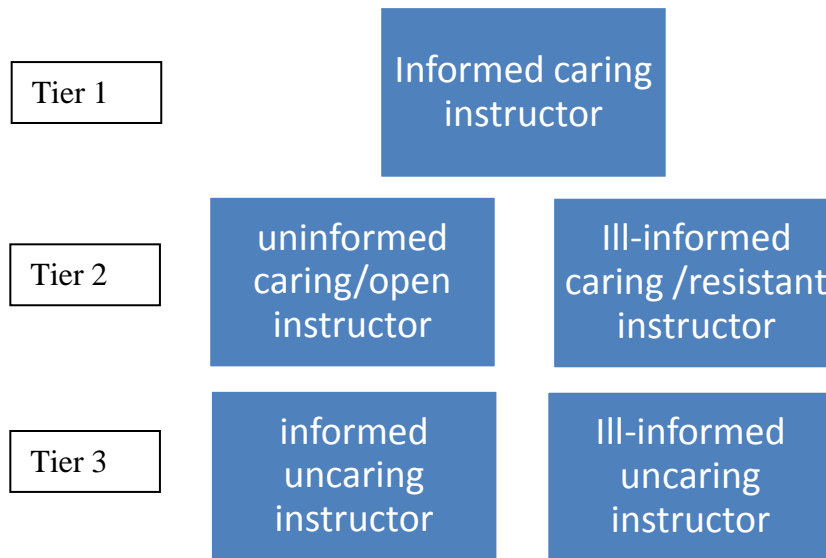 Tier 1
Informed caring
instructor
Tier 2
uninformed
caring/open
instructor
Ill-informed
caring /resistant
instructor
Tier 3
informed
uncaring
instructor
Ill-informed
uncaring
instructor